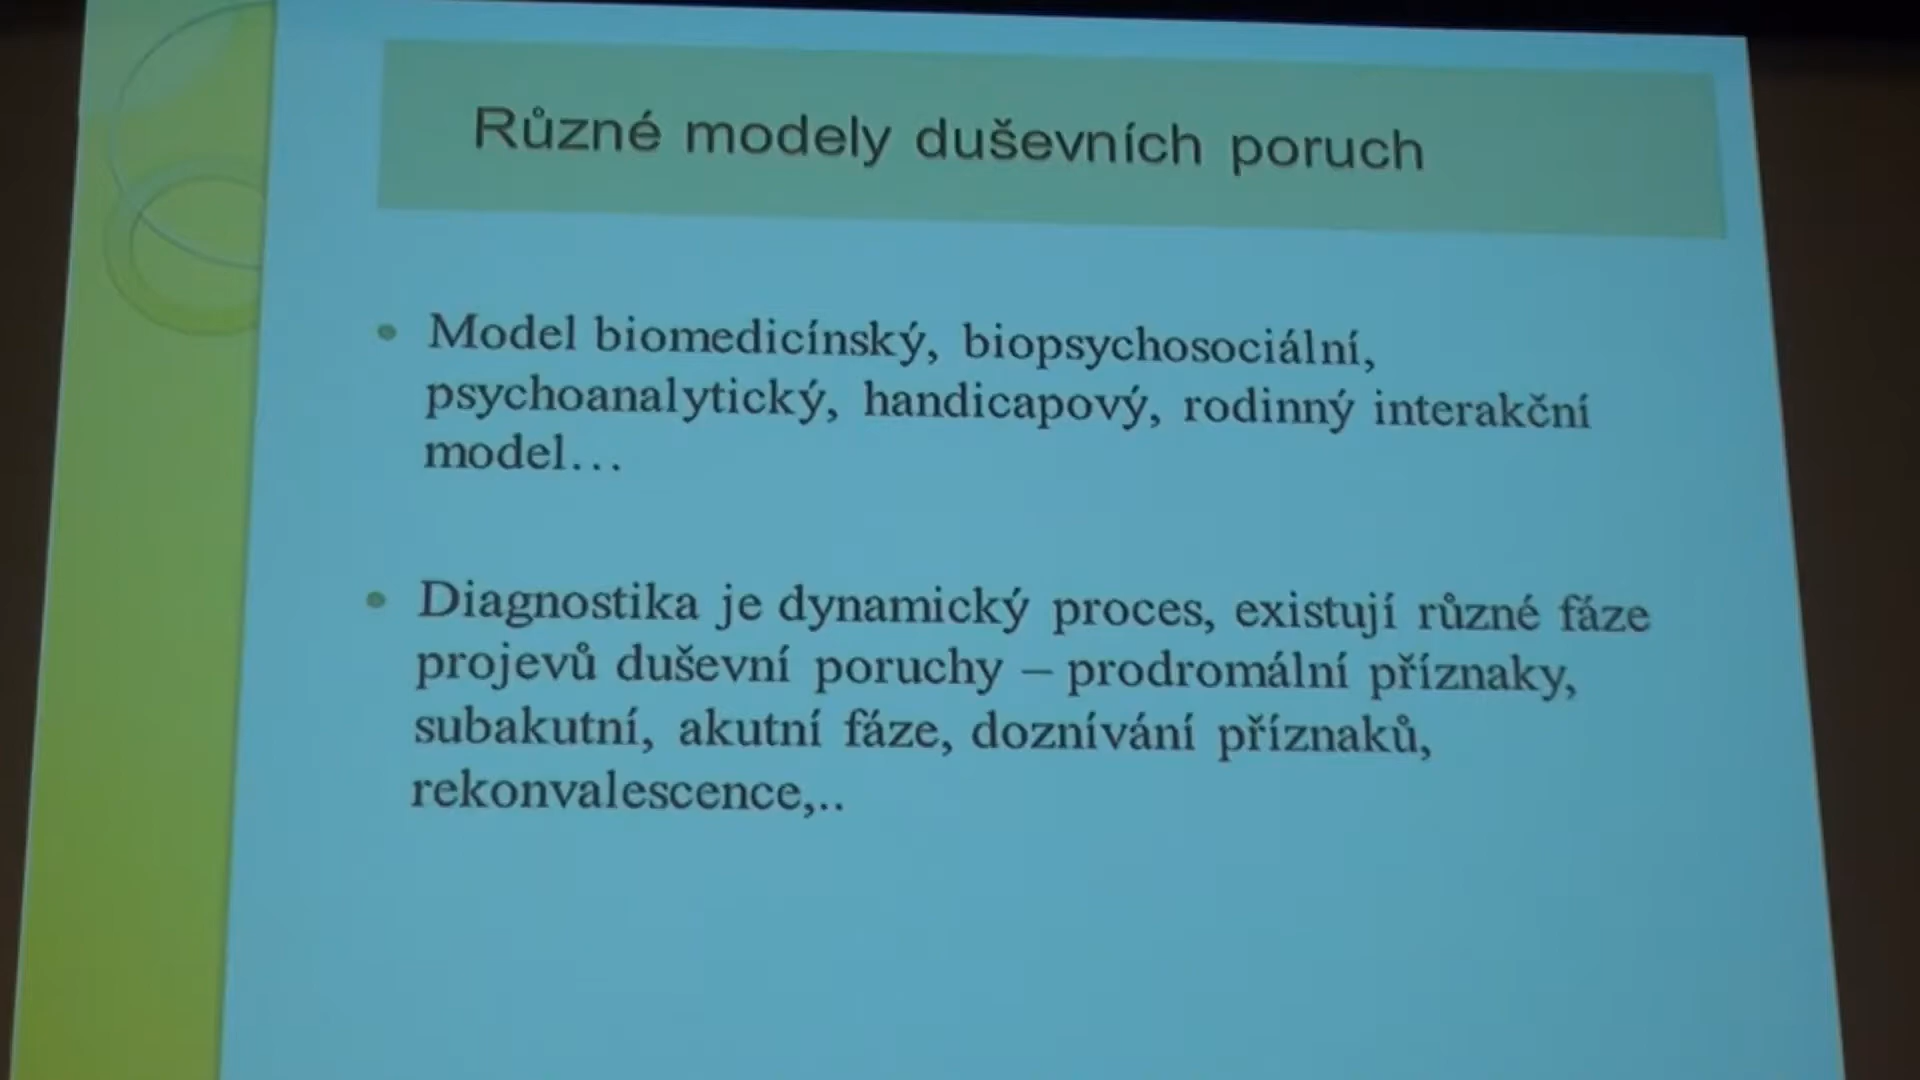 Různé modely duševních poruch
• Model biomedicínský, biopsychosociální,
psychoanalytický, handicapový, rodinný interakční
model…
• Diagnostika je dynamický proces, existují různé fáze
projevů duševní poruchy – prodromální příznaky,
subakutní, akutní fáze, doznívání příznaků,
rekonvalescence,..